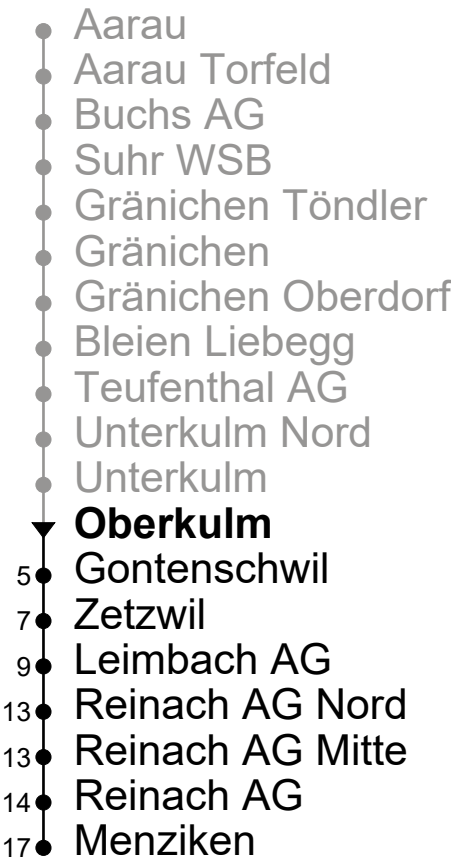 Aarau
Aarau Torfeld
Buchs AG
Suhr WSB
Gränichen Töndler
Gränichen
Gränichen Oberdorf
Bleien Liebegg
Teufenthal AG
Unterkulm Nord
Unterkulm
Oberkulm
5 Gontenschwil
7 Zetzwil
9 Leimbach AG
13 Reinach AG Nord
13 Reinach AG Mitte
14 Reinach AG
17 Menziken